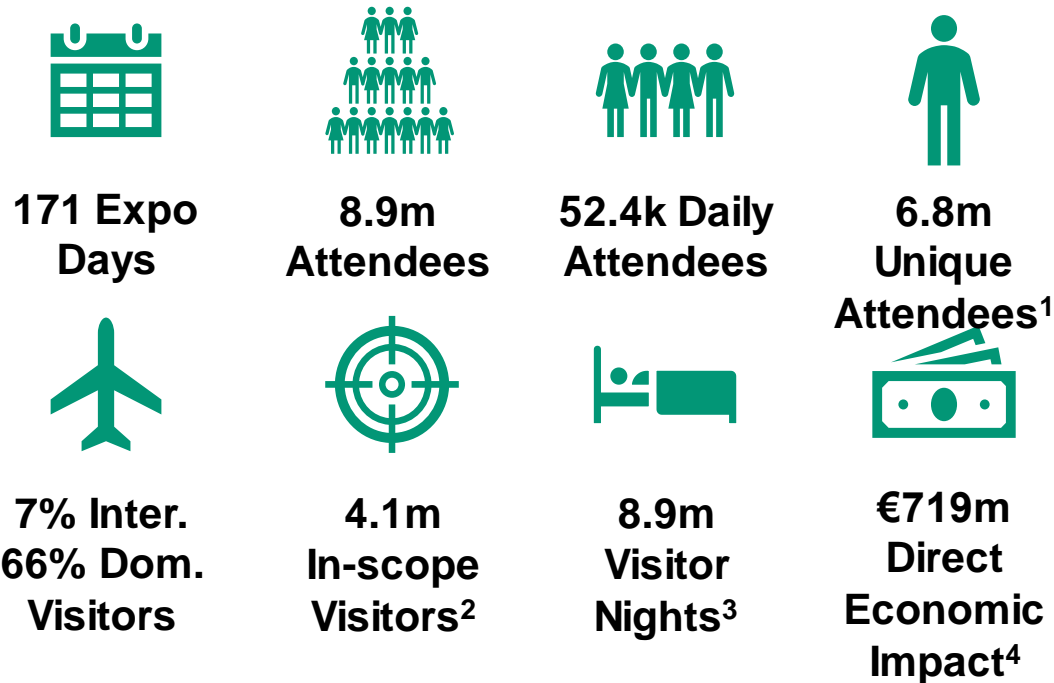 171 Expo
Days
8.9m
Attendees
52.4k Daily
Attendees
6.8m
Unique
Attendees¹
7% Inter.
66% Dom.
Visitors
4.1m
In-scope
Visitors²
8.9m
Visitor
Nights³
€719m
Direct
Economic
Impact⁴